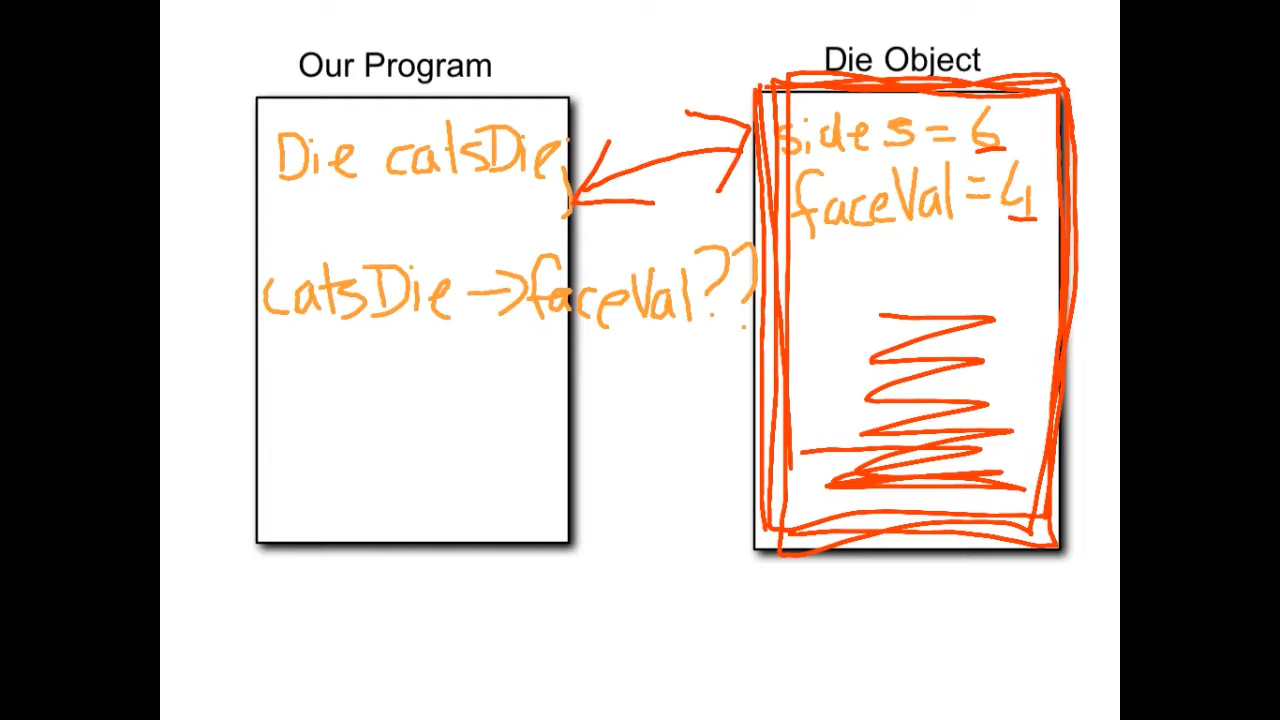 Our Program
Die catsDie;
catsDie →faceVal??
Die Object
sides = 6
faceVal = 4